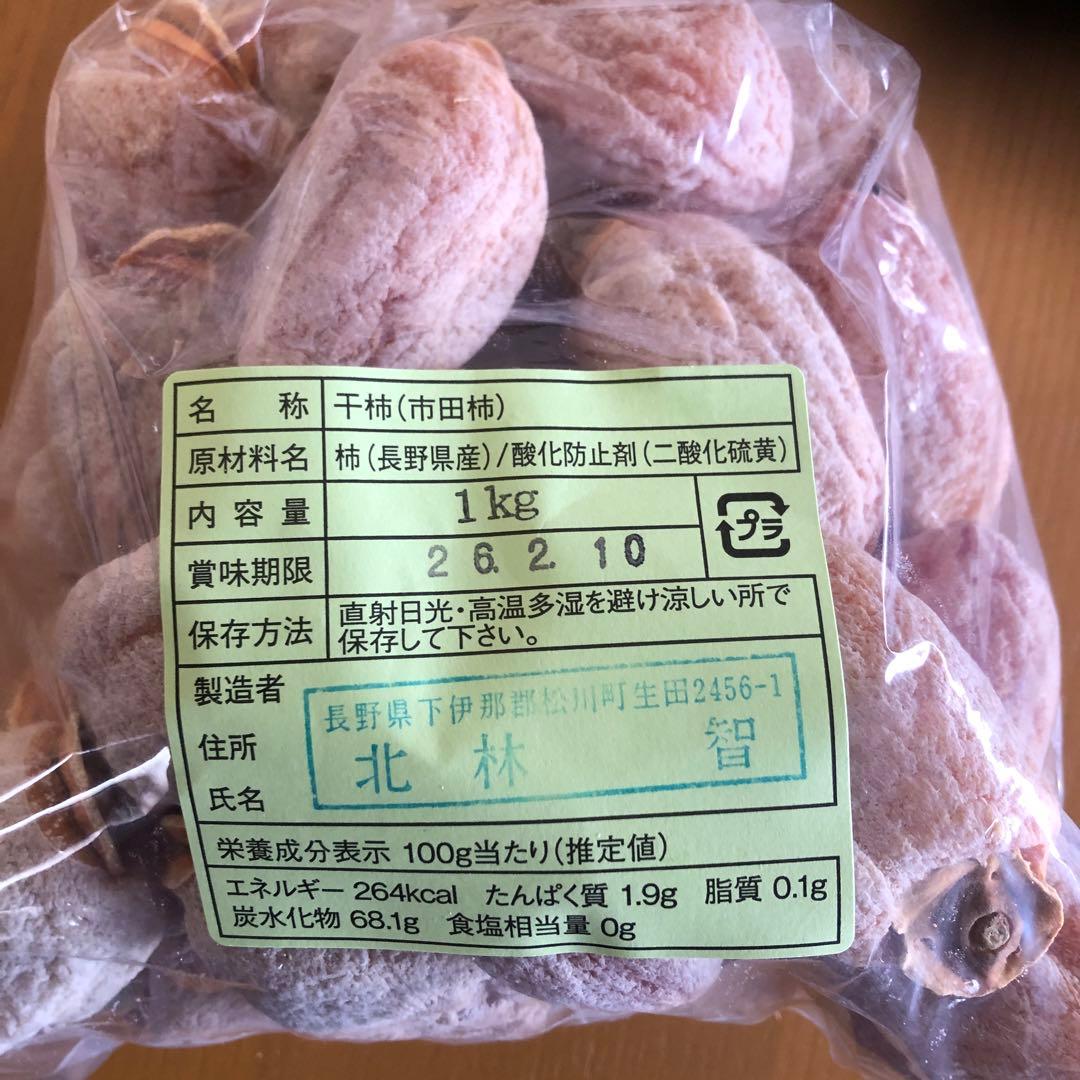 名称 干柿(市田柿)
原材料名 柿(長野県産)/酸化防止剤(二酸化硫黄)
内容量 1kg
プラ
賞味期限 26.2.10
保存方法 直射日光・高温多湿を避け涼しい所で
保存して下さい。
製造者
住所
氏名
長野県下伊那郡松川町生田2456-1
北林 智
栄養成分表示 100g当たり(推定値)
エネルギー 264kcal たんぱく質 1.9g 脂質 0.1g
炭水化物 68.1g 食塩相当量 0g